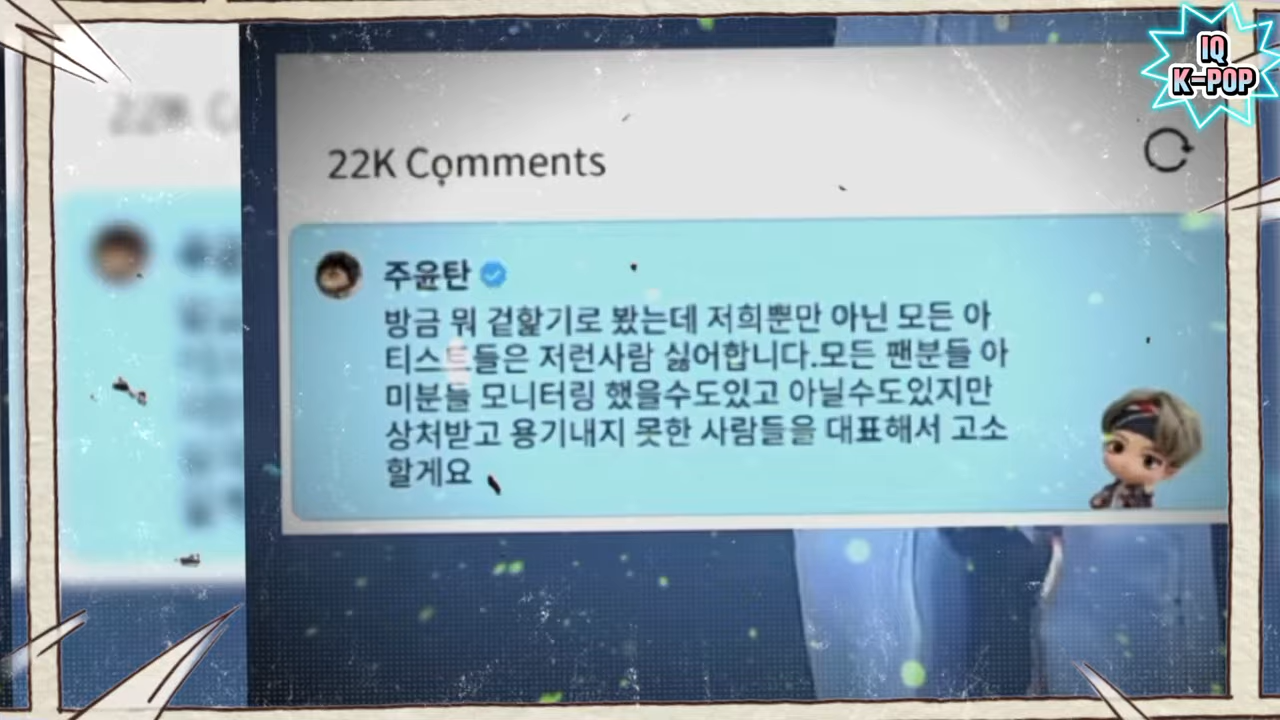 IQ
K-POP
22K Comments
주윤탄
방금 뭐 겉핥기로 봤는데 저희뿐만 아닌 모든 아
티스트들은 저런사람 싫어합니다.모든 팬분들 아
미분들 모니터링 했을수도있고 아닐수도있지만
상처받고 용기내지 못한 사람들을 대표해서 고소
할게요